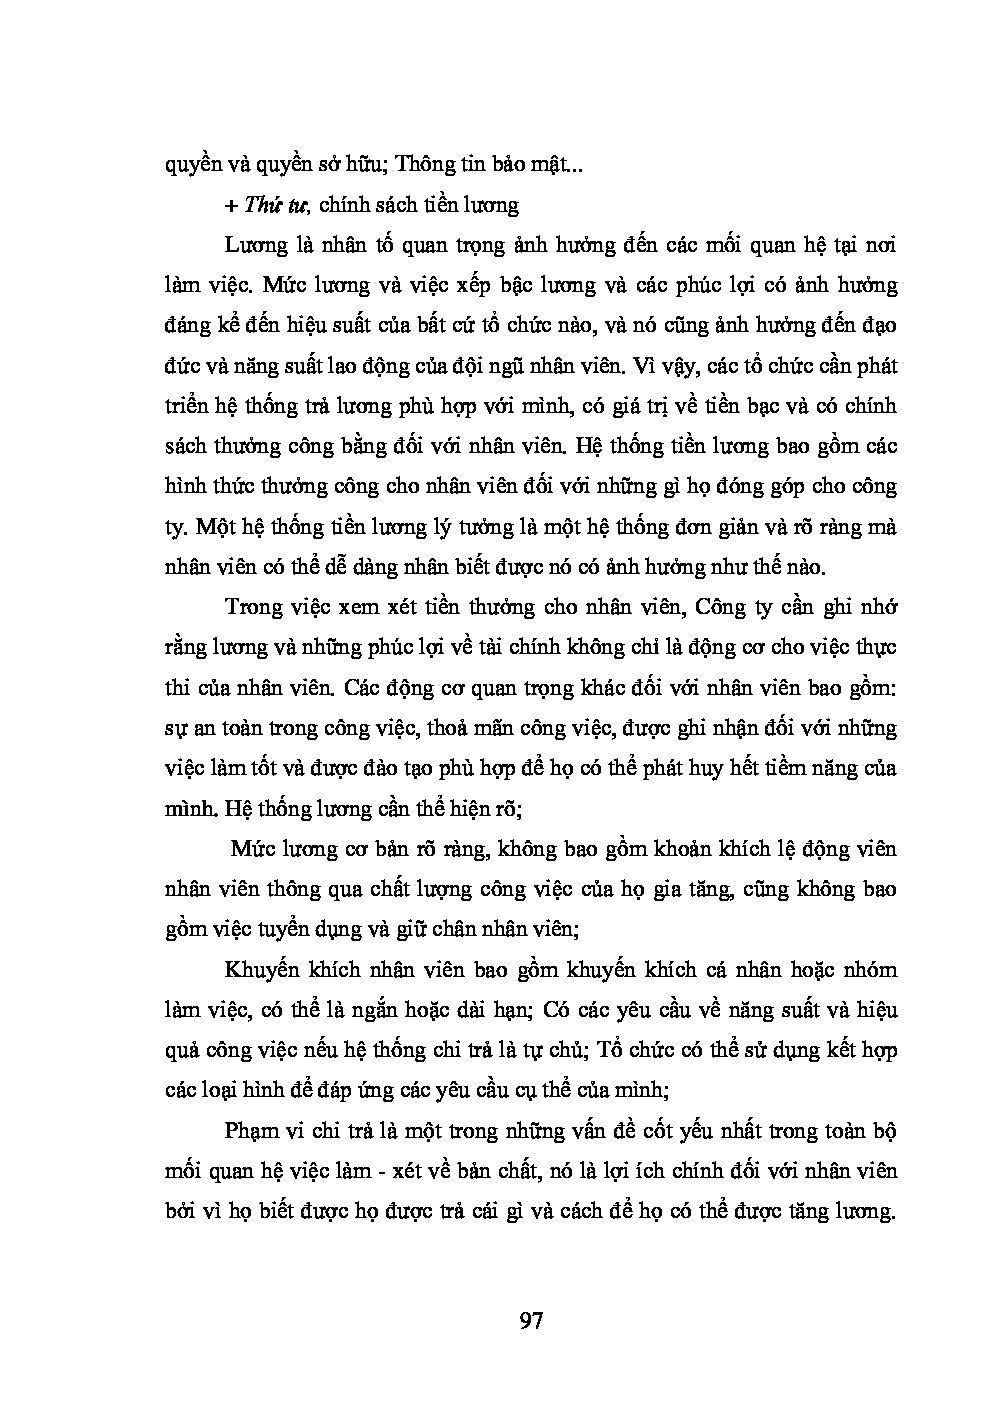 quyền và quyền sở hữu; Thông tin bảo mật...
+ Thứ tư, chính sách tiền lương
Lương là nhân tố quan trọng ảnh hưởng đến các mối quan hệ tại nơi
làm việc. Mức lương và việc xếp bậc lương và các phúc lợi có ảnh hưởng
đáng kể đến hiệu suất của bất cứ tổ chức nào, và nó cũng ảnh hưởng đến đạo
đức và năng suất lao động của đội ngũ nhân viên. Vì vậy, các tổ chức cần phát
triển hệ thống trả lương phù hợp với mình, có giá trị về tiền bạc và có chính
sách thưởng công bằng đối với nhân viên. Hệ thống tiền lương bao gồm các
hình thức thưởng công cho nhân viên đối với những gì họ đóng góp cho công
ty. Một hệ thống tiền lương lý tưởng là một hệ thống đơn giản và rõ ràng mà
nhân viên có thể dễ dàng nhân biết được nó có ảnh hưởng như thế nào.
Trong việc xem xét tiền thưởng cho nhân viên, Công ty cần ghi nhớ
rằng lương và những phúc lợi về tài chính không chỉ là động cơ cho việc thực
thi của nhân viên. Các động cơ quan trọng khác đối với nhân viên bao gồm:
sự an toàn trong công việc, thoả mãn công việc, được ghi nhận đối với những
việc làm tốt và được đào tạo phù hợp để họ có thể phát huy hết tiềm năng của
mình. Hệ thống lương cần thể hiện rõ;
Mức lương cơ bản rõ ràng, không bao gồm khoản khích lệ động viên
nhân viên thông qua chất lượng công việc của họ gia tăng, cũng không bao
gồm việc tuyển dụng và giữ chân nhân viên;
Khuyến khích nhân viên bao gồm khuyến khích cá nhân hoặc nhóm
làm việc, có thể là ngắn hoặc dài hạn; Có các yêu cầu về năng suất và hiệu
quả công việc nếu hệ thống chi trả là tự chủ; Tổ chức có thể sử dụng kết hợp
các loại hình để đáp ứng các yêu cầu cụ thể của mình;
Phạm vi chi trả là một trong những vấn đề cốt yếu nhất trong toàn bộ
mối quan hệ việc làm - xét về bản chất, nó là lợi ích chính đối với nhân viên
bởi vì họ biết được họ được trả cái gì và cách để họ có thể được tăng lương.
97